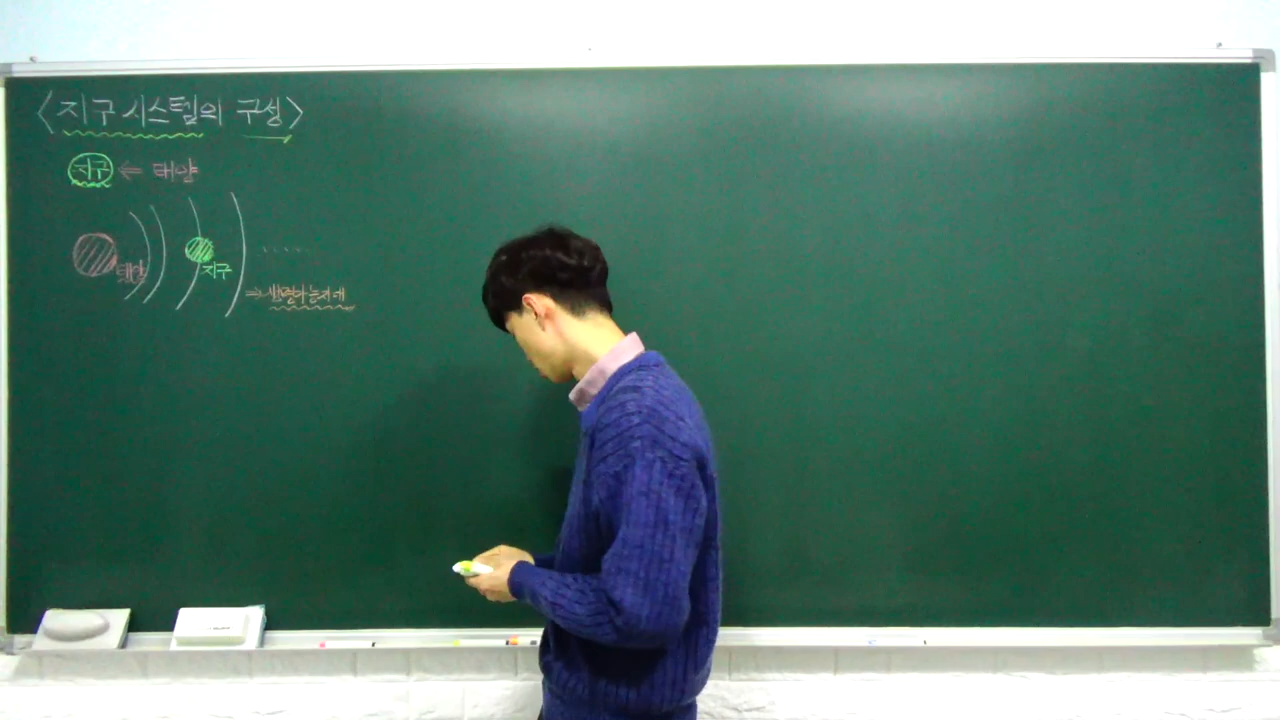 <지구시스템의 구성>
지구 ⇐ 태양
태양
지구
......
⇒ 생명가능지대